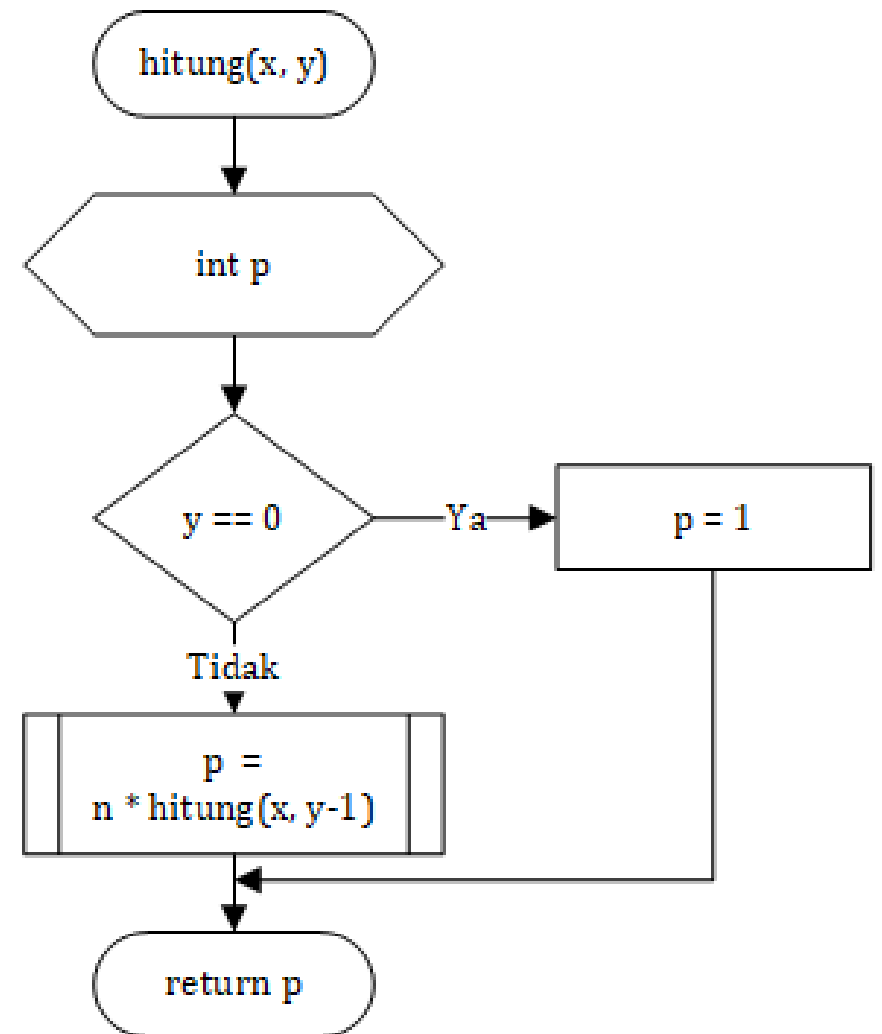 hitung(x, y)
int p
y == 0
Ya
p = 1
Tidak
p =
n * hitung(x, y-1)
return p